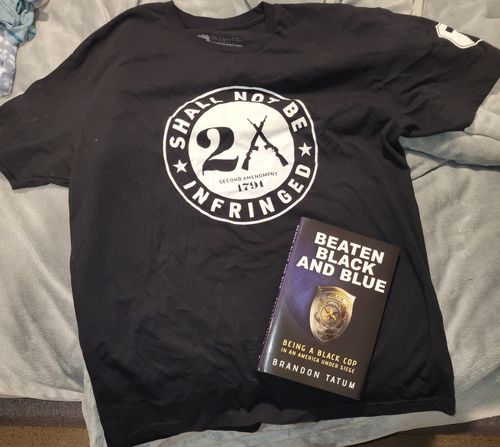 SHALL NOT BE
2A
SECOND AMENDMENT
1791
INFRINGED
BEATEN
BLACK
AND BLUE
BEING A BLACK COP
IN AN AMERICA UNDER SIEGE
BRANDON TATUM